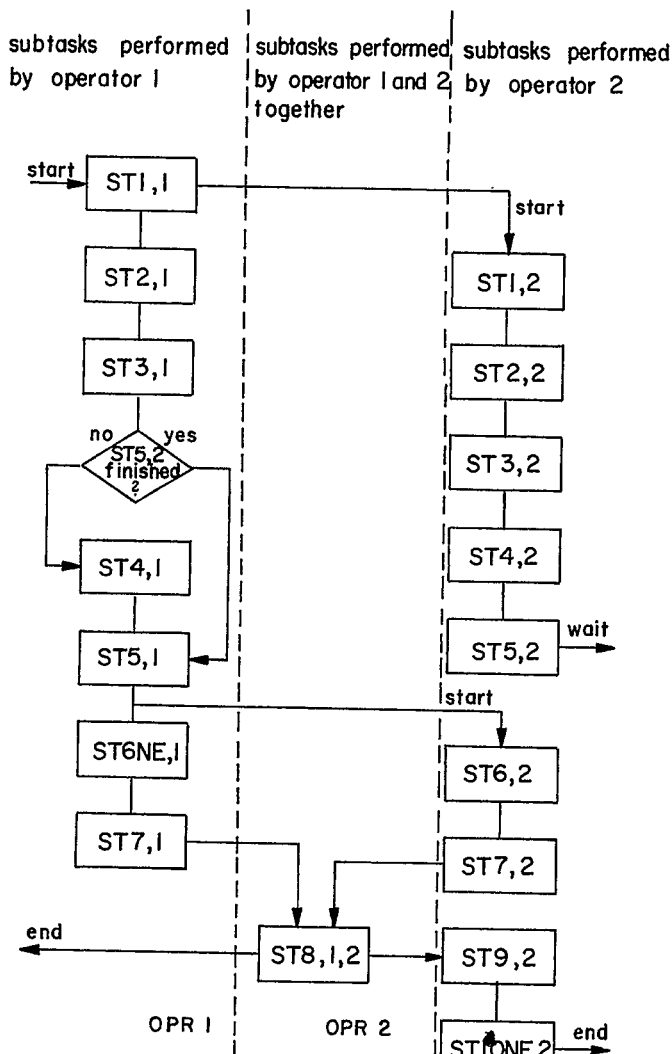 subtasks performed
by operator 1
subtasks performed
by operator 1 and 2
together
subtasks performed
by operator 2
start
ST1,1
start
ST2,1
ST1,2
ST3,1
ST2,2
no
yes
ST5,2
finished
?
ST3,2
ST4,1
ST4,2
ST5,1
ST5,2
wait
start
ST6NE,1
ST6,2
ST7,1
ST7,2
end
ST8,1,2
ST9,2
OPR 1
OPR 2
end